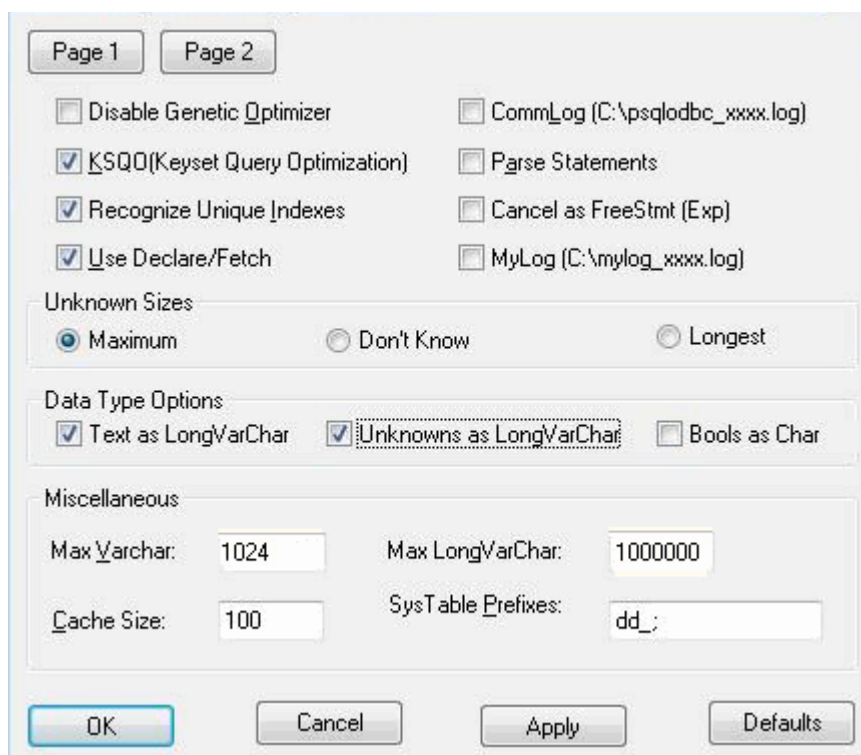 Page 1 Page 2
Disable Genetic Optimizer CommLog (C:\psqlodbc_xxxx.log)
KSQO(Keyset Query Optimization) Parse Statements
Recognize Unique Indexes Cancel as FreeStmt (Exp)
Use Declare/Fetch MyLog (C:\mylog_xxxx.log)
Unknown Sizes
Maximum Don't Know Longest
Data Type Options
Text as LongVarChar Unknowns as LongVarChar Bools as Char
Miscellaneous
Max Varchar: 1024 Max LongVarChar: 1000000
Cache Size: 100 SysTable Prefixes: dd_;
OK Cancel Apply Defaults